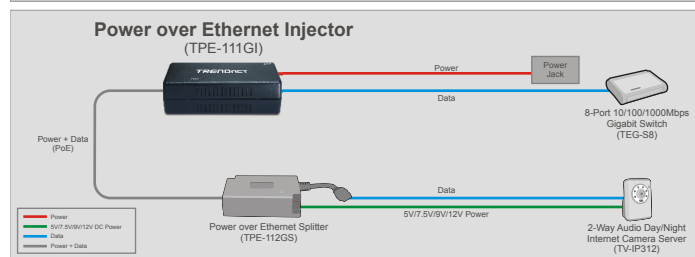 Power over Ethernet Injector
(TPE-111GI)
TRENDNET
Power
Power
Jack
Data
8-Port 10/100/1000Mbps
Gigabit Switch
(TEG-S8)
Power + Data
(PoE)
Data
5V/7.5V/9V/12V Power
Power over Ethernet Splitter
(TPE-112GS)
2-Way Audio Day/Night
Internet Camera Server
(TV-IP312)
Power
5V/7.5V/9V/12V DC Power
Data
Power + Data